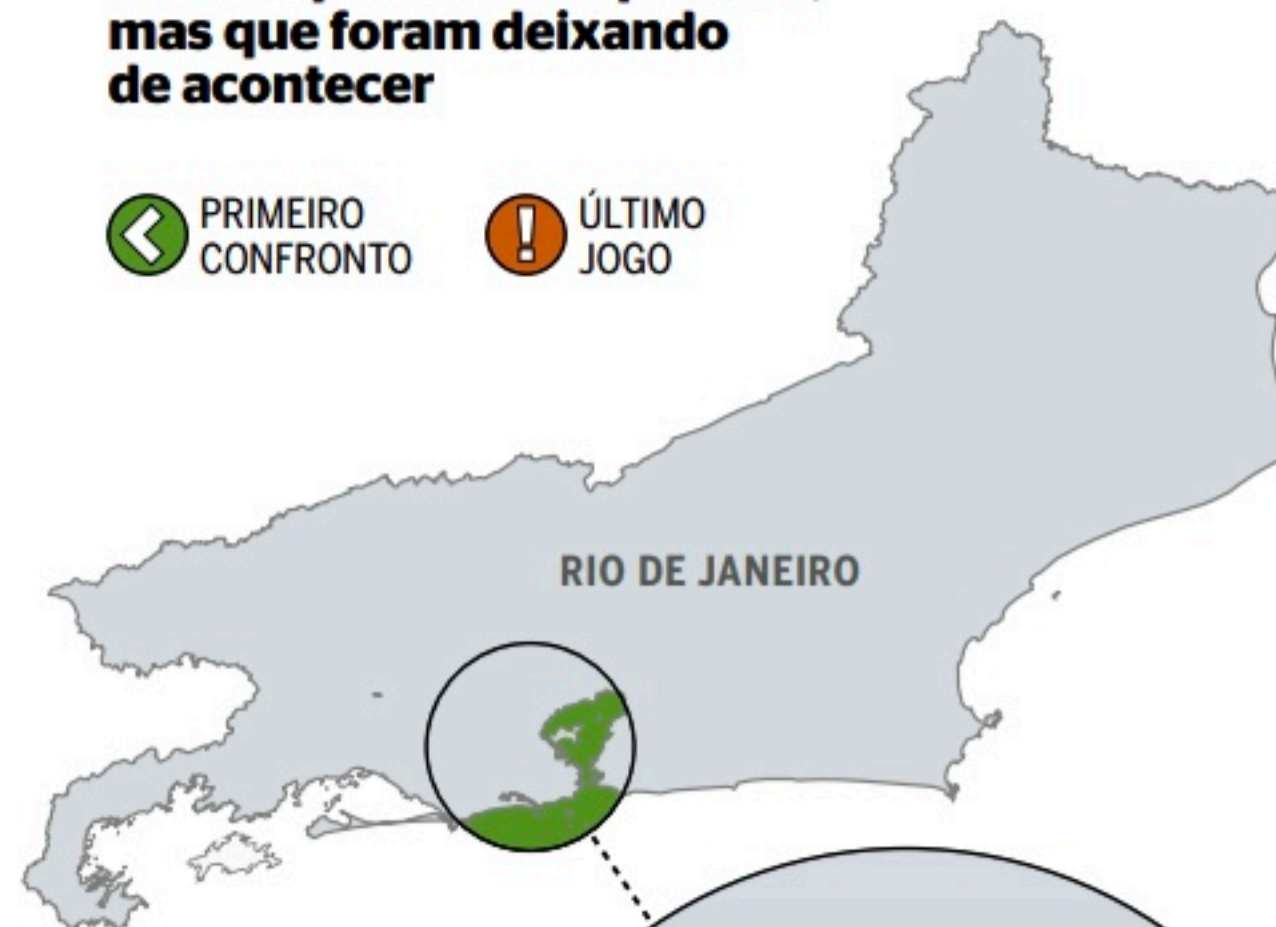 mas que foram deixando
de acontecer
PRIMEIRO
CONFRONTO
ÚLTIMO
JOGO
RIO DE JANEIRO